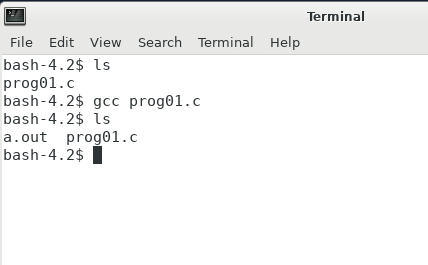 Terminal
File Edit View Search Terminal Help
bash-4.2$ ls
prog01.c
bash-4.2$ gcc prog01.c
bash-4.2$ ls
a.out  prog01.c
bash-4.2$